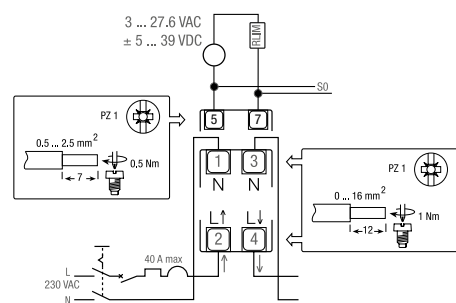 3 ... 27.6 VAC
± 5 ... 39 VDC
RLIM
S0
5 7
PZ 1
0.5 ... 2.5 mm²
0,5 Nm
7
1 3
N N
PZ 1
0 ... 16 mm²
1 Nm
12
L↑ L↓
2 4
40 A max
L
230 VAC
N